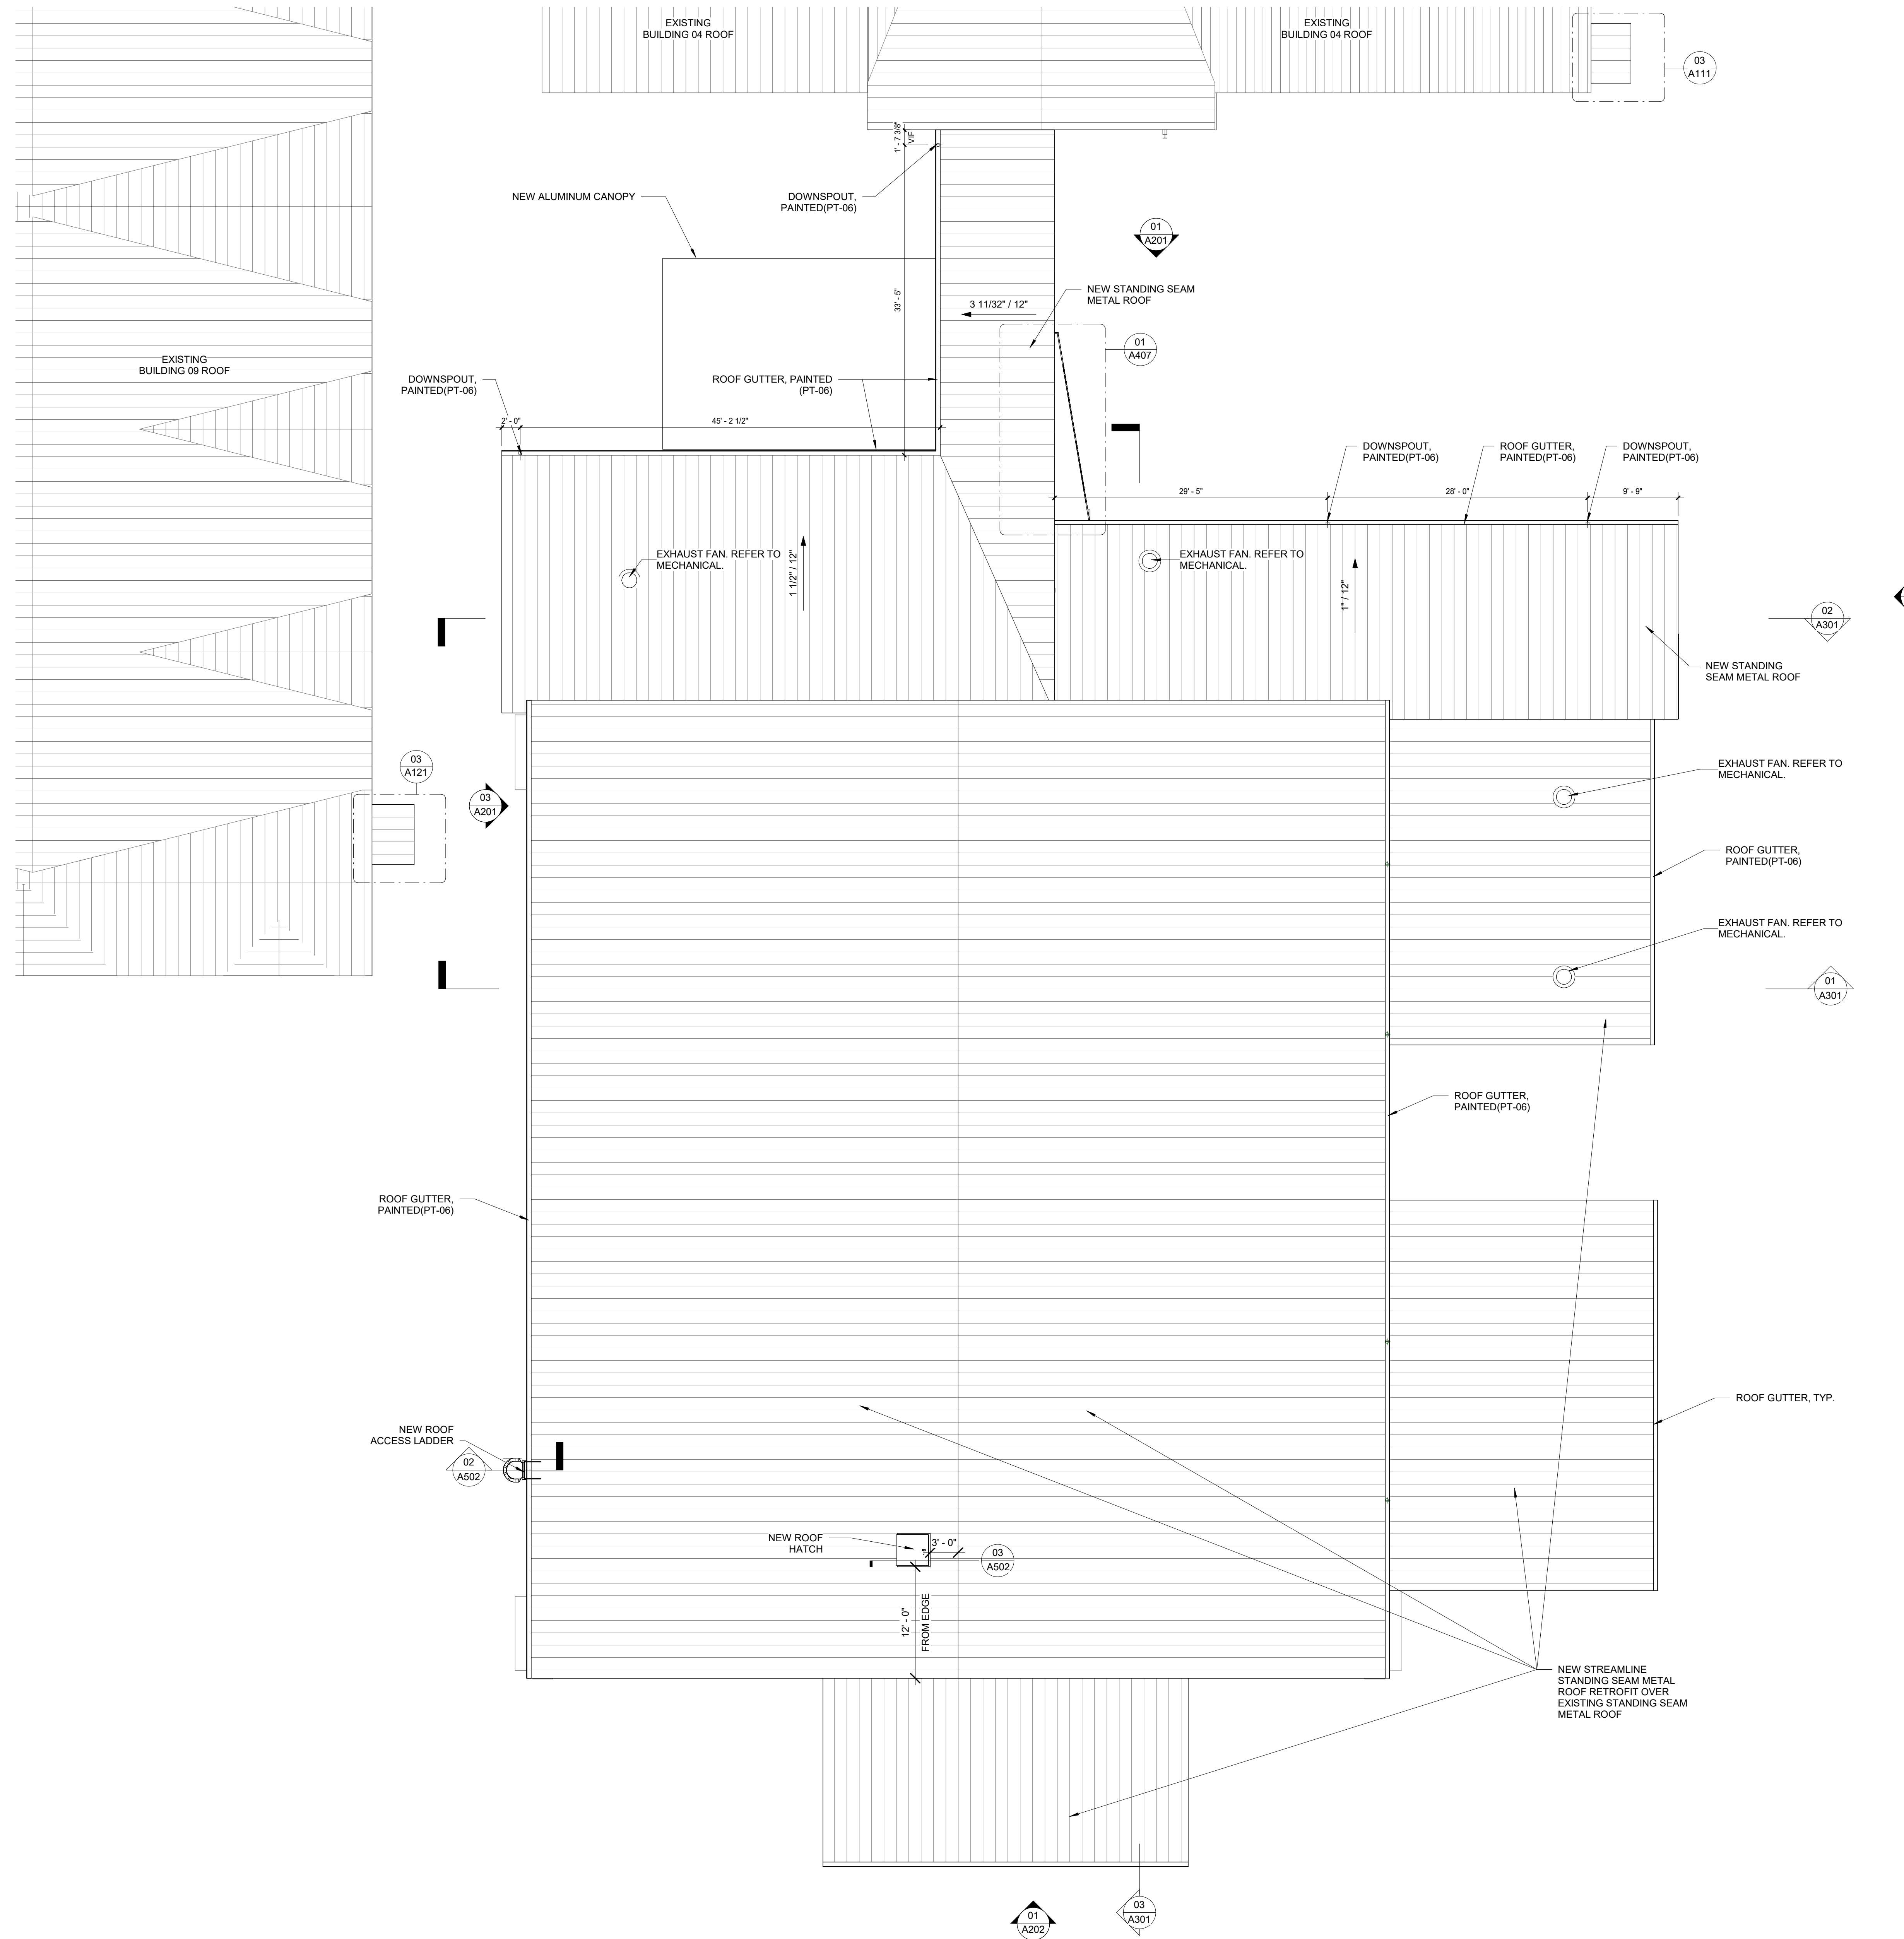 EXISTING
BUILDING 04 ROOF
EXISTING
BUILDING 04 ROOF
03
A111
1' - 7 3/8"
VIF
NEW ALUMINUM CANOPY
DOWNSPOUT,
PAINTED(PT-06)
01
A201
33' - 5"
3 11/32" / 12"
NEW STANDING SEAM
METAL ROOF
01
A407
EXISTING
BUILDING 09 ROOF
DOWNSPOUT,
PAINTED(PT-06)
ROOF GUTTER, PAINTED
(PT-06)
2' - 0"
45' - 2 1/2"
DOWNSPOUT,
PAINTED(PT-06)
ROOF GUTTER,
PAINTED(PT-06)
DOWNSPOUT,
PAINTED(PT-06)
29' - 5"
28' - 0"
9' - 9"
EXHAUST FAN. REFER TO
MECHANICAL.
1 1/2" / 12"
EXHAUST FAN. REFER TO
MECHANICAL.
1" / 12"
02
A301
NEW STANDING
SEAM METAL ROOF
03
A121
03
A201
EXHAUST FAN. REFER TO
MECHANICAL.
ROOF GUTTER,
PAINTED(PT-06)
EXHAUST FAN. REFER TO
MECHANICAL.
01
A301
ROOF GUTTER,
PAINTED(PT-06)
ROOF GUTTER,
PAINTED(PT-06)
ROOF GUTTER, TYP.
NEW ROOF
ACCESS LADDER
02
A502
NEW ROOF
HATCH
3' - 0"
03
A502
12' - 0"
FROM EDGE
NEW STREAMLINE
STANDING SEAM METAL
ROOF RETROFIT OVER
EXISTING STANDING SEAM
METAL ROOF
01
A202
03
A301